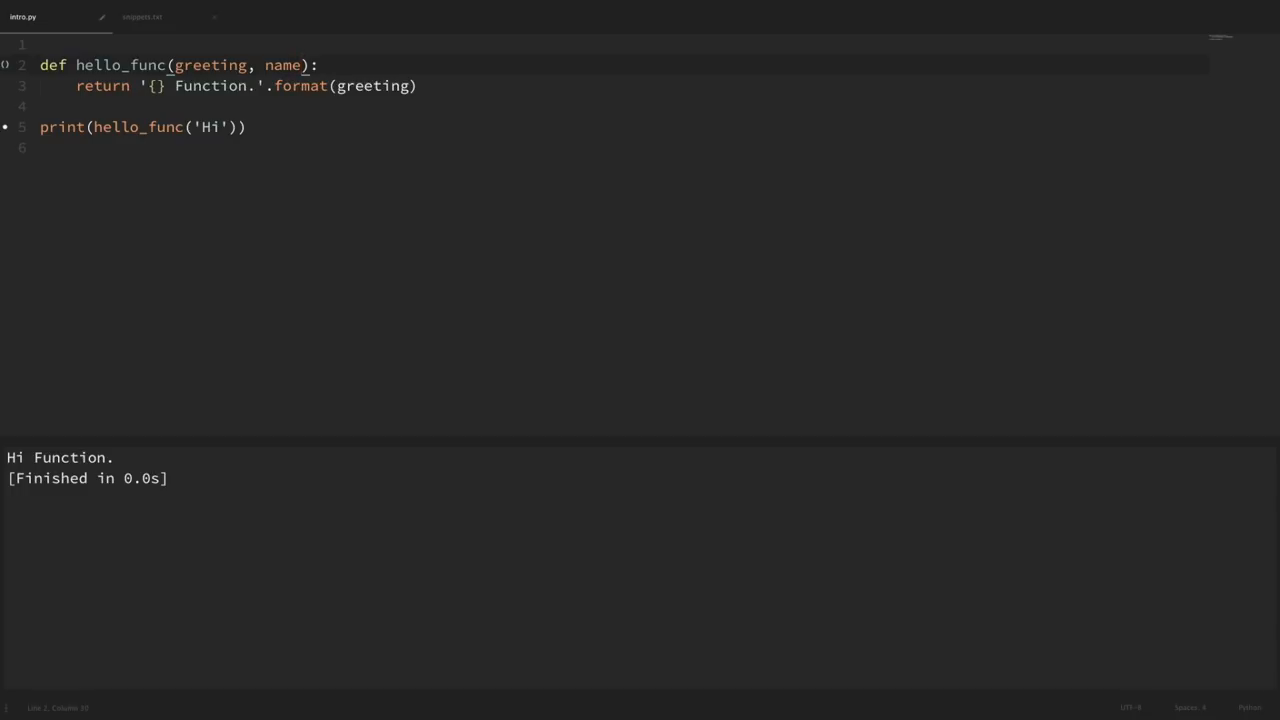 intro.py
snippets.txt
1
2 def hello_func(greeting, name):
3 return '{} Function.'.format(greeting)
4
5 print(hello_func('Hi'))
6
Hi Function.
[Finished in 0.0s]
Line 2, Column 30
UTF-8
Spaces: 4
Python